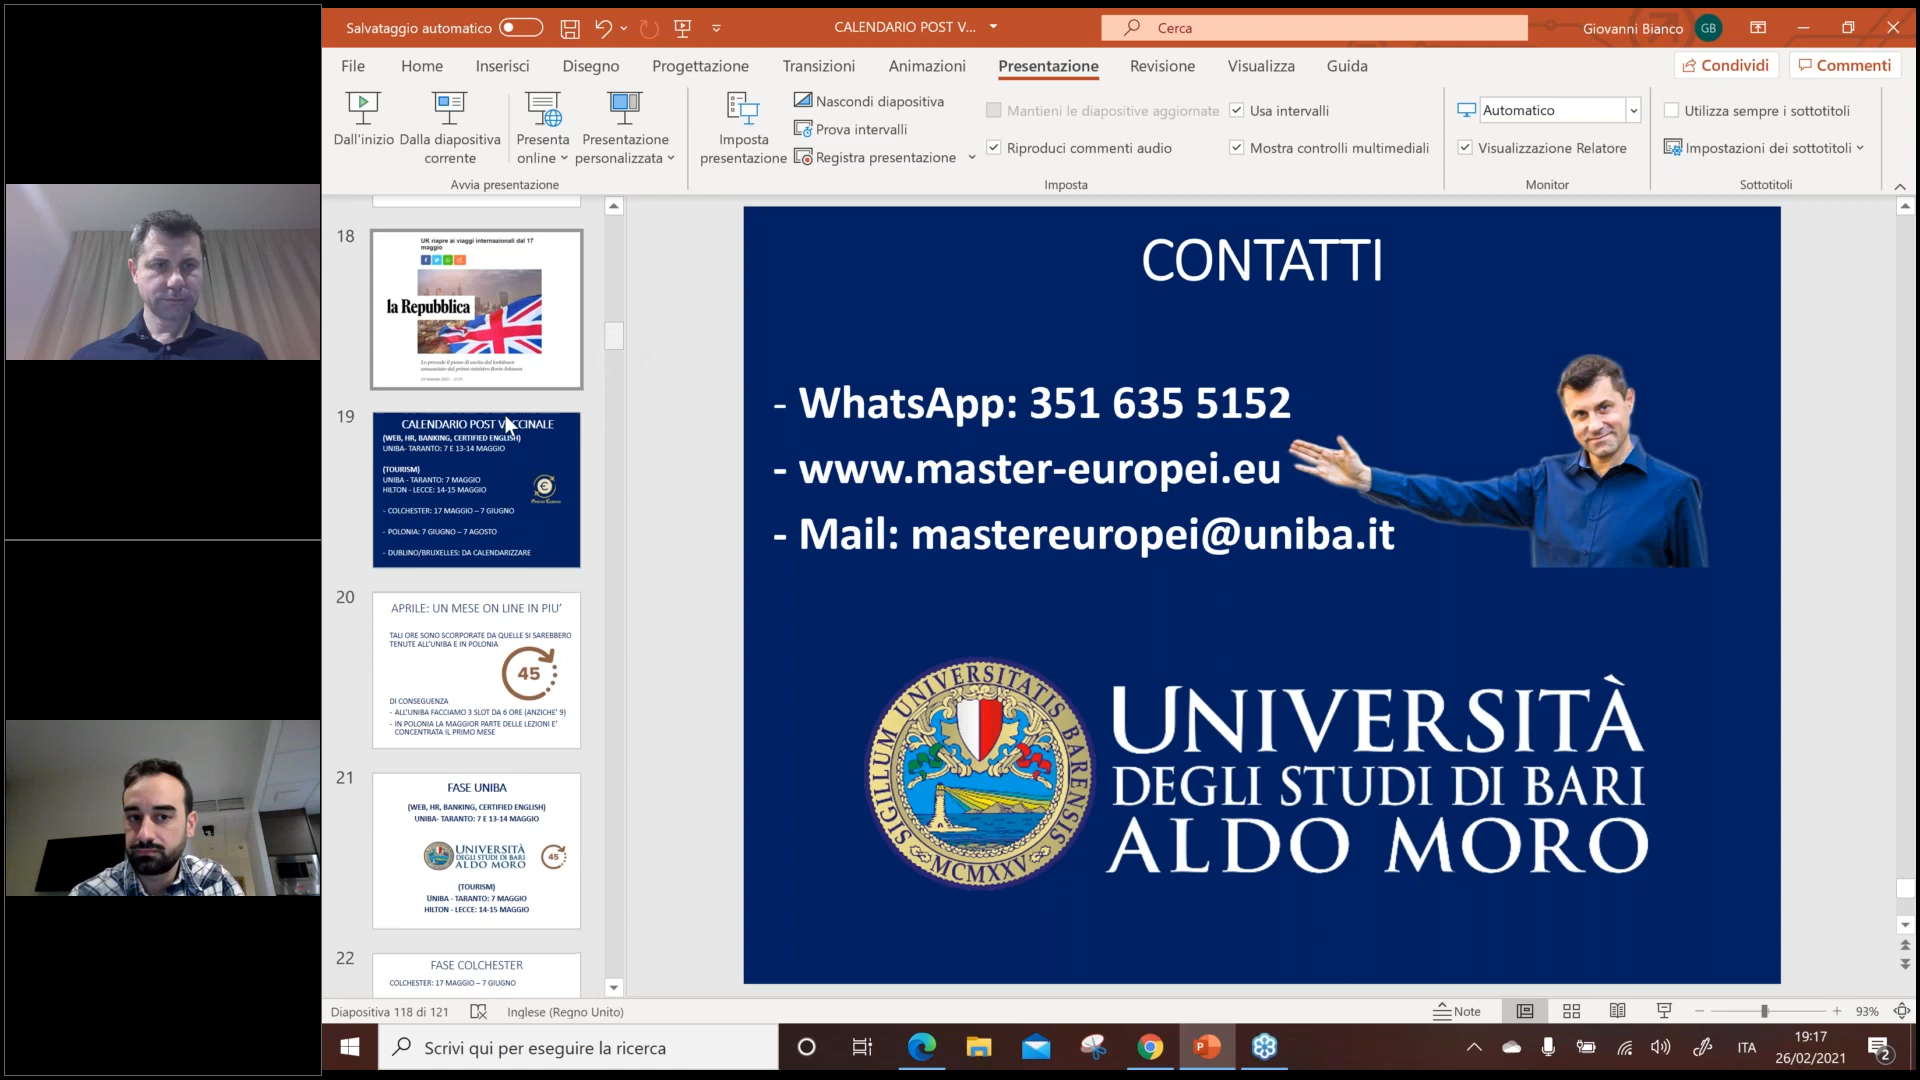 Salvataggio automatico
CALENDARIO POST V...
Cerca
Giovanni Bianco
GB
File
Home
Inserisci
Disegno
Progettazione
Transizioni
Animazioni
Presentazione
Revisione
Visualizza
Guida
Condividi
Commenti
Dall'inizio
Dalla diapositiva
corrente
Presenta
online
Presentazione
personalizzata
Avvia presentazione
Imposta
presentazione
Nascondi diapositiva
Prova intervalli
Registra presentazione
Mantieni le diapositive aggiornate
Riproduci commenti audio
Usa intervalli
Mostra controlli multimediali
Imposta
Automatico
Visualizzazione Relatore
Monitor
Utilizza sempre i sottotitoli
Impostazioni dei sottotitoli
Sottotitoli
18
UK riapre ai viaggi internazionali dal 17
maggio
la Repubblica
19
CALENDARIO POST VACCINALE
(WEB, HR, BANKING, CERTIFIED ENGLISH)
UNIBA- TARANTO: 7 E 13-14 MAGGIO
(TOURISM)
UNIBA - TARANTO: 7 MAGGIO
HILTON - LECCE: 14-15 MAGGIO
- COLCHESTER: 17 MAGGIO – 7 GIUGNO
- POLONIA: 7 GIUGNO – 7 AGOSTO
- DUBLINO/BRUXELLES: DA CALENDARIZZARE
20
APRILE: UN MESE ON LINE IN PIU'
TALI ORE SONO SCORPORATE DA QUELLE SI SAREBBERO
TENUTE ALL'UNIBA E IN POLONIA
45
DI CONSEGUENZA
- ALL'UNIBA FACCIAMO 3 SLOT DA 6 ORE (ANZICHE' 9)
- IN POLONIA LA MAGGIOR PARTE DELLE LEZIONI E'
CONCENTRATA IL PRIMO MESE
21
FASE UNIBA
(WEB, HR, BANKING, CERTIFIED ENGLISH)
UNIBA- TARANTO: 7 E 13-14 MAGGIO
UNIVERSITÀ
DEGLI STUDI DI BARI
ALDO MORO
45
(TOURISM)
UNIBA - TARANTO: 7 MAGGIO
HILTON - LECCE: 14-15 MAGGIO
22
FASE COLCHESTER
COLCHESTER: 17 MAGGIO – 7 GIUGNO
CONTATTI
- WhatsApp: 351 635 5152
- www.master-europei.eu
- Mail: mastereuropei@uniba.it
SIGILLUM UNIVERSITATIS BARENSIS
MCMXXV
UNIVERSITÀ
DEGLI STUDI DI BARI
ALDO MORO
Diapositiva 118 di 121
Inglese (Regno Unito)
Note
93%
Scrivi qui per eseguire la ricerca
ITA
19:17
26/02/2021
2